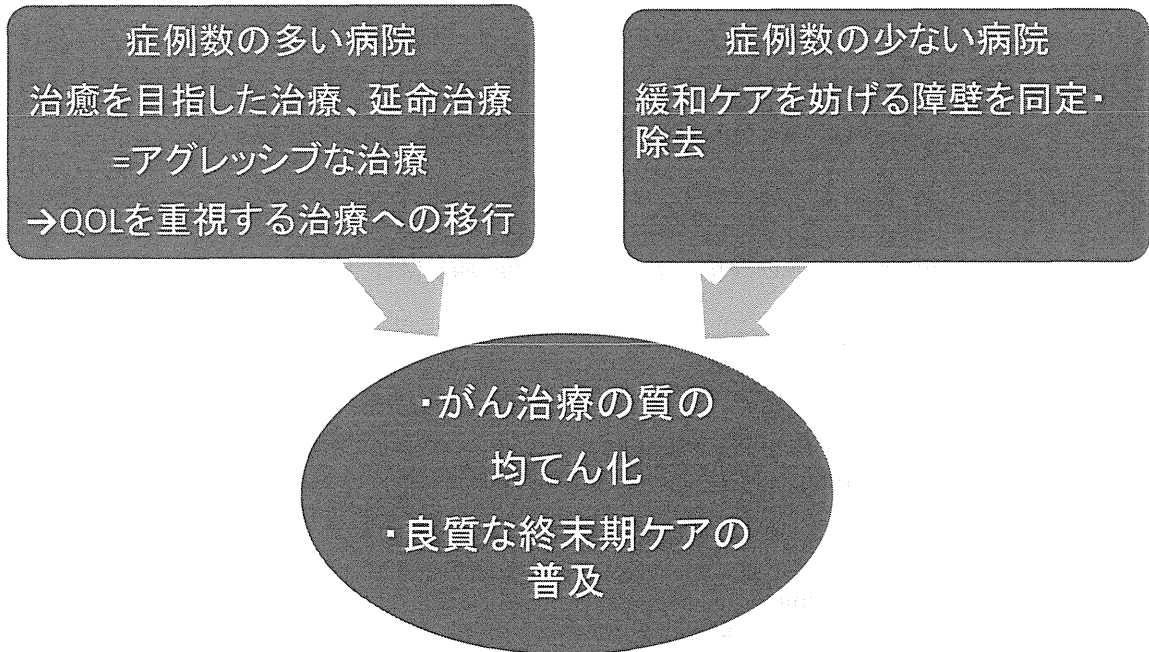 症例数の多い病院
治癒を目指した治療、延命治療
=アグレッシブな治療
→QOLを重視する治療への移行
症例数の少ない病院
緩和ケアを妨げる障壁を同定・
除去
・がん治療の質の
均てん化
・良質な終末期ケアの
普及